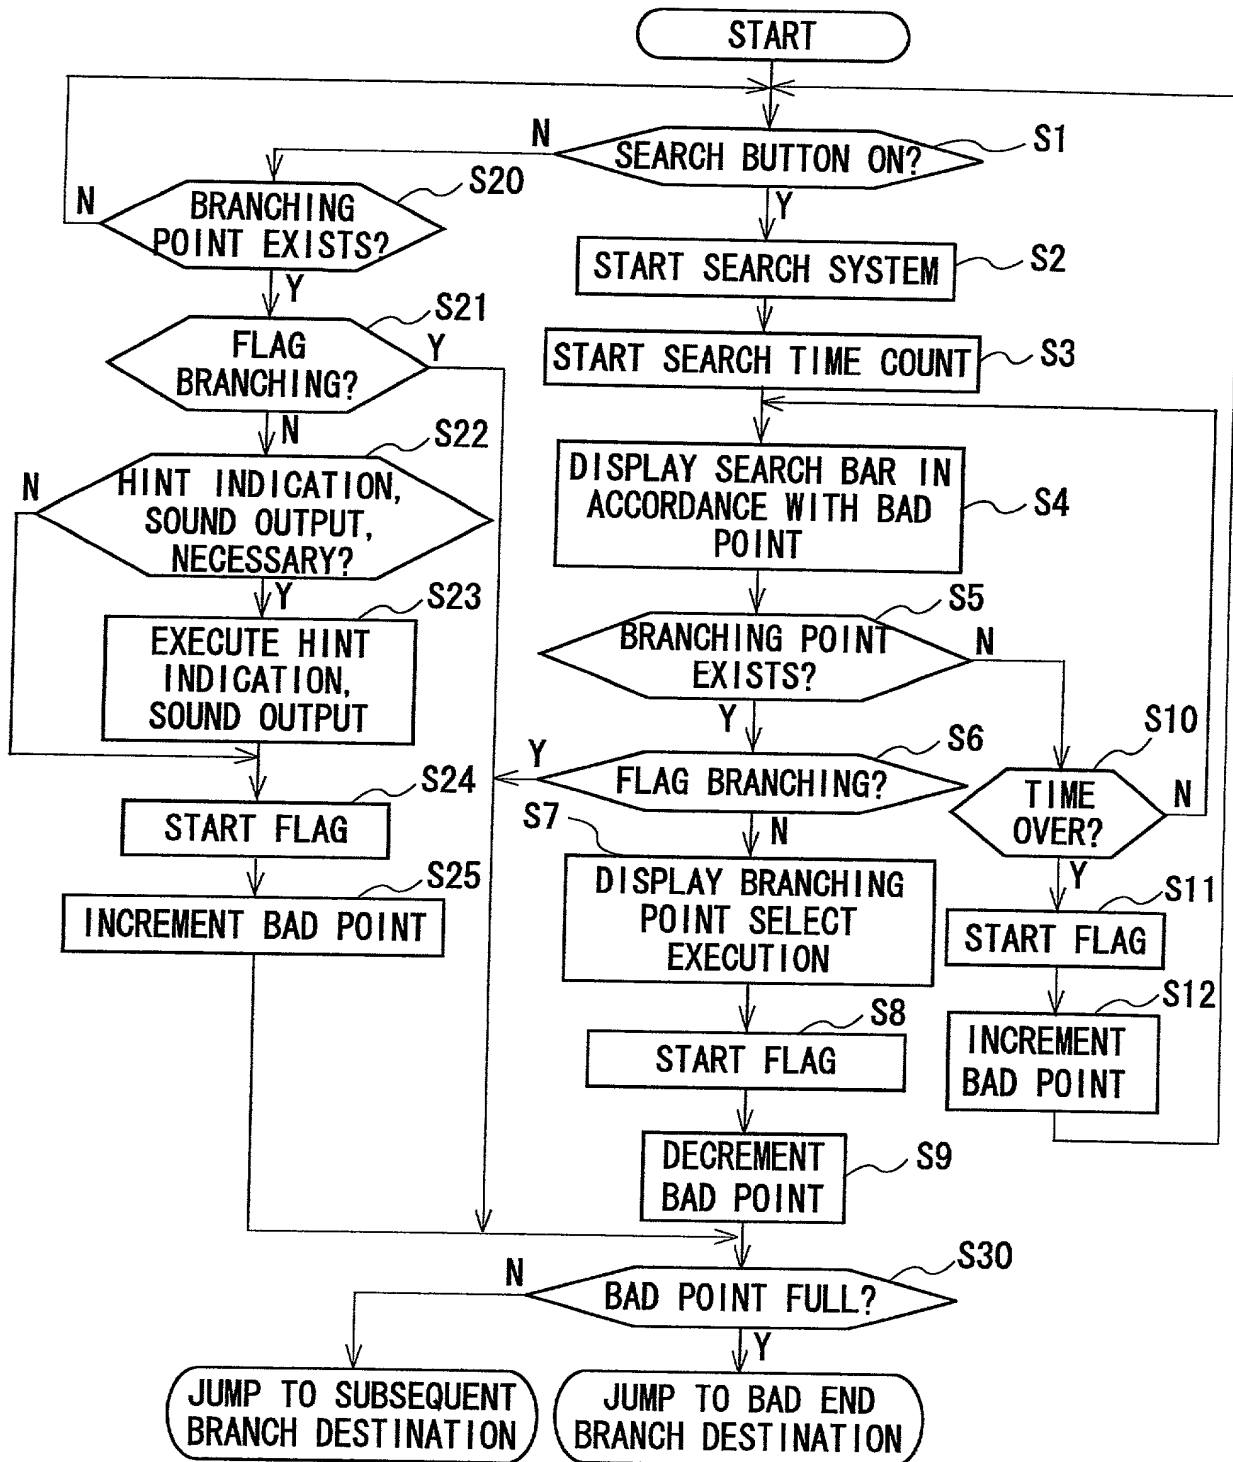 START
N
SEARCH BUTTON ON?
S1
Y
N
BRANCHING
POINT EXISTS?
S20
Y
START SEARCH SYSTEM
S2
FLAG
BRANCHING?
S21
Y
N
START SEARCH TIME COUNT
S3
N
HINT INDICATION,
SOUND OUTPUT,
NECESSARY?
S22
Y
DISPLAY SEARCH BAR IN
ACCORDANCE WITH BAD
POINT
S4
EXECUTE HINT
INDICATION,
SOUND OUTPUT
S23
BRANCHING POINT
EXISTS?
S5
N
Y
Y
FLAG BRANCHING?
S6
N
TIME
OVER?
S10
N
Y
START FLAG
S24
S7
DISPLAY BRANCHING
POINT SELECT
EXECUTION
INCREMENT BAD POINT
S25
START FLAG
S11
START FLAG
S8
INCREMENT
BAD POINT
S12
DECREMENT
BAD POINT
S9
N
BAD POINT FULL?
S30
Y
JUMP TO SUBSEQUENT
BRANCH DESTINATION
JUMP TO BAD END
BRANCH DESTINATION